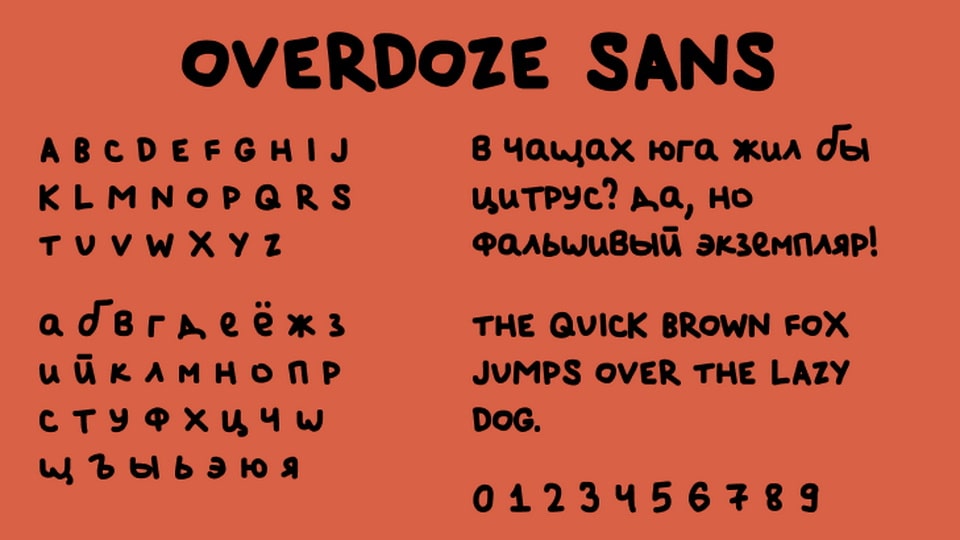 OVERDOZE SANS
A B C D E F G H I J
K L M N O P Q R S
T U V W X Y Z
а б в г д е ё ж з
и й к л м н о п р
с т у ф х ц ч ш
щ ъ ы ь э ю я
В чащах юга жил бы
цитрус? Да, но
фальшивый экземпляр!
THE QUICK BROWN FOX
JUMPS OVER THE LAZY
DOG.
0 1 2 3 4 5 6 7 8 9